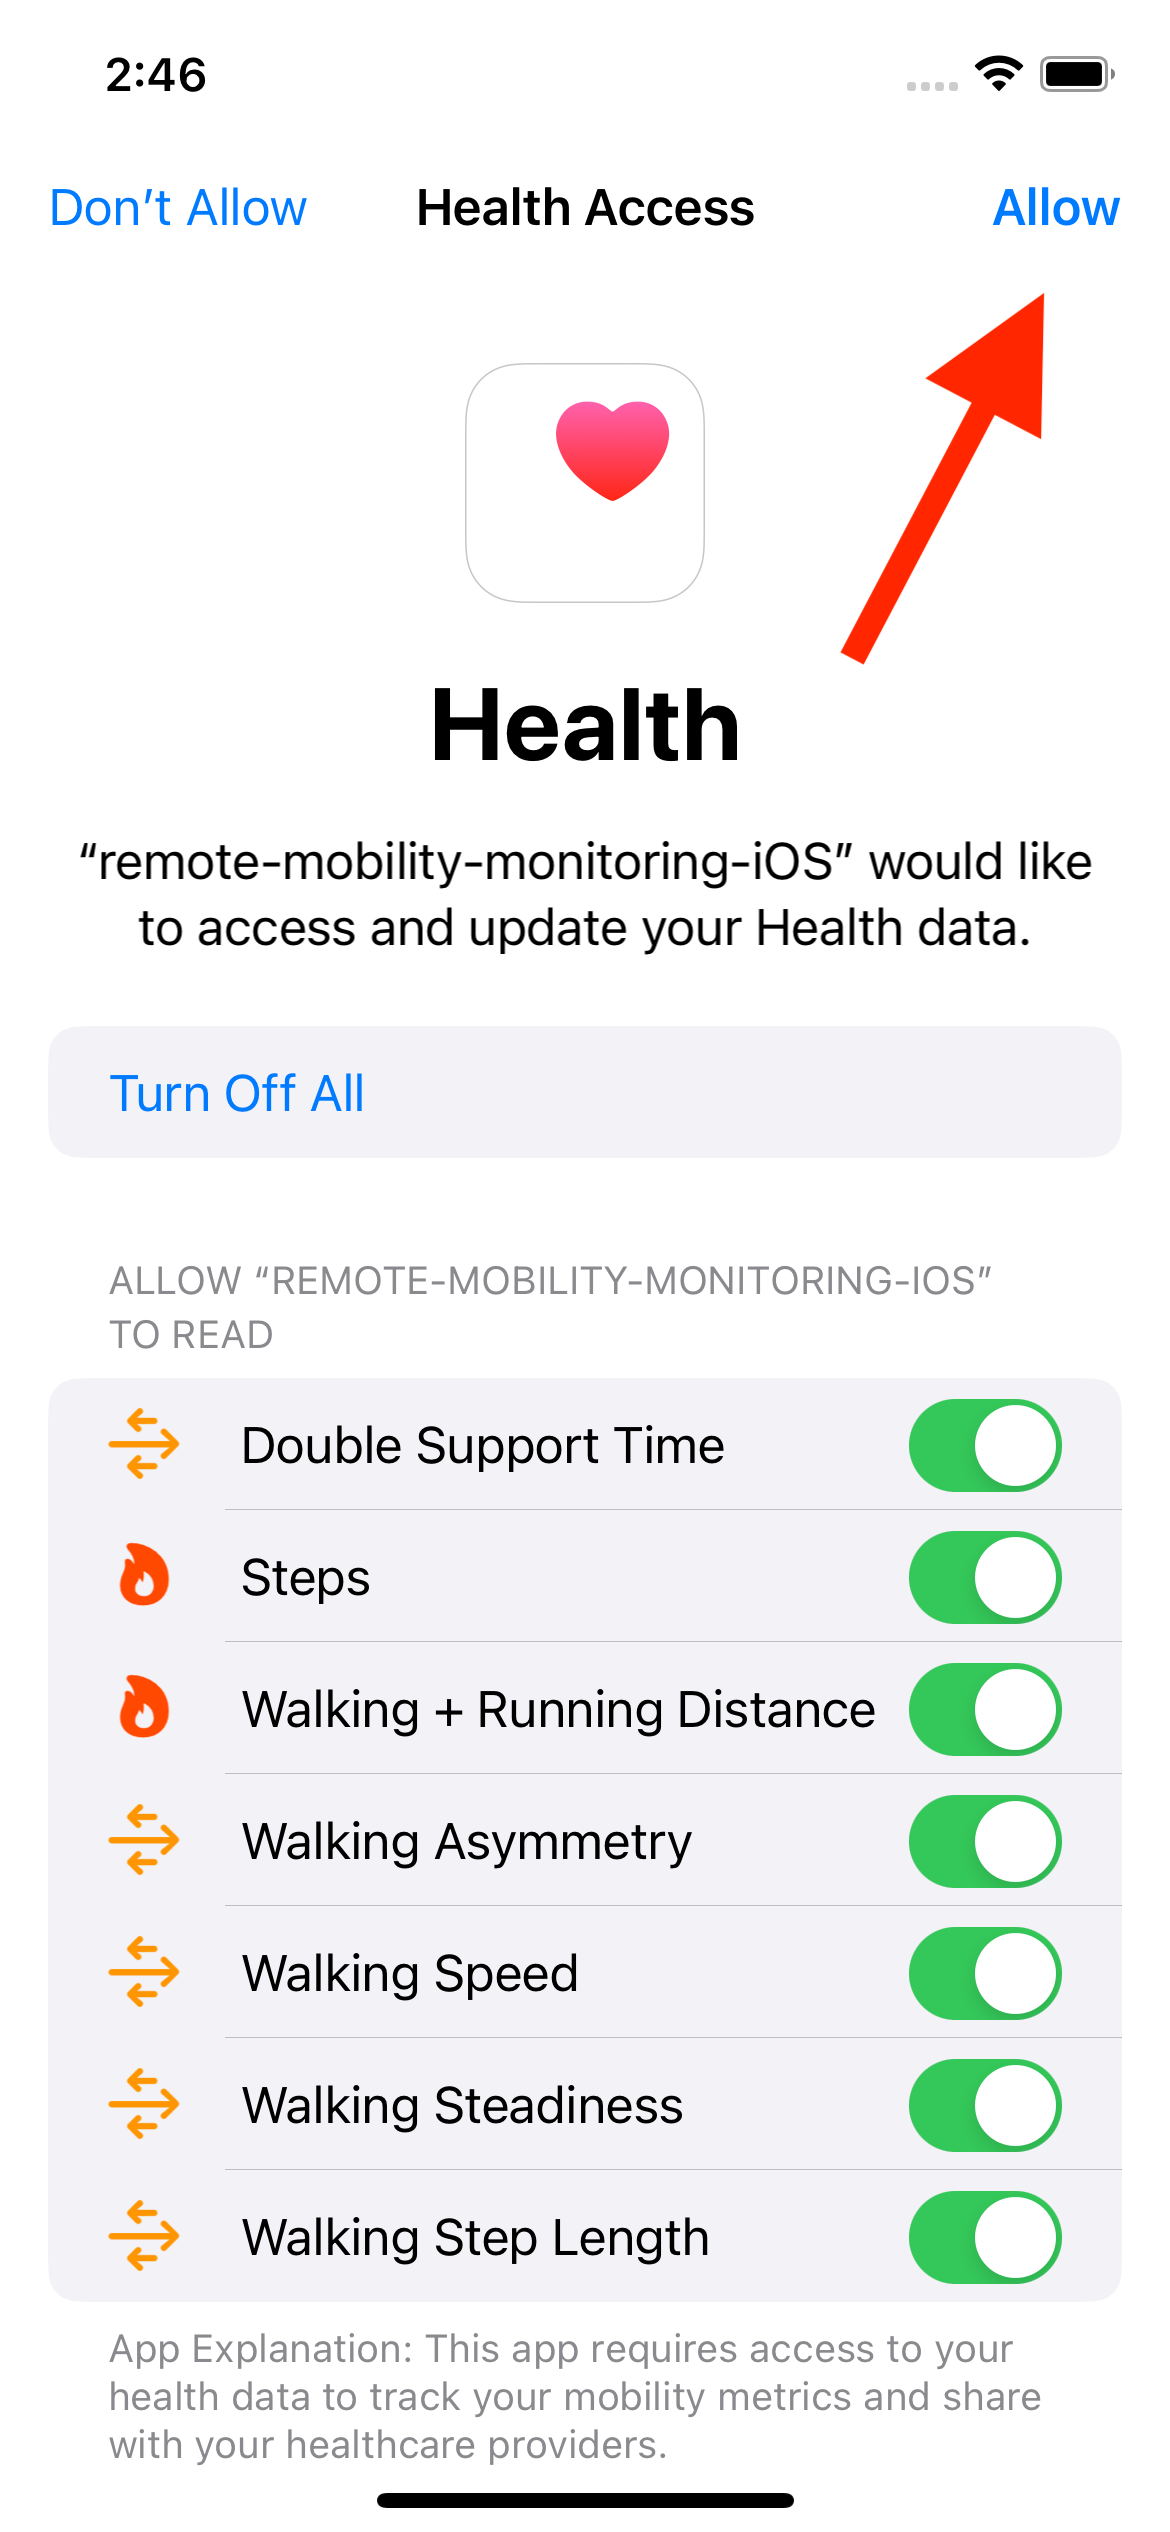 2:46
Don’t Allow
Health Access
Allow
Health
“remote-mobility-monitoring-iOS” would like
to access and update your Health data.
Turn Off All
ALLOW “REMOTE-MOBILITY-MONITORING-IOS”
TO READ
Double Support Time
Steps
Walking + Running Distance
Walking Asymmetry
Walking Speed
Walking Steadiness
Walking Step Length
App Explanation: This app requires access to your
health data to track your mobility metrics and share
with your healthcare providers.